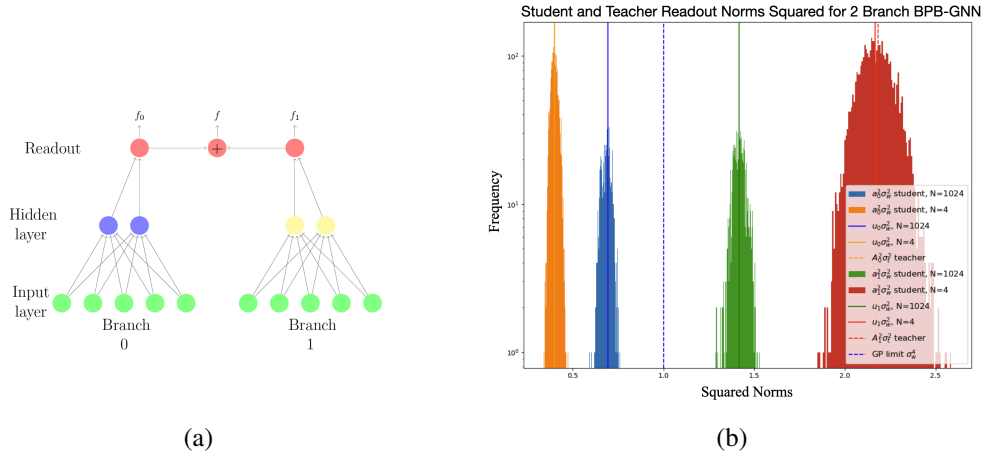 f₀ f f₁
Readout
+
Hidden
layer
Input
layer
Branch Branch
0 1
(a)
Student and Teacher Readout Norms Squared for 2 Branch BPB-GNN
Frequency
10²
10¹
10⁰
a₀²σ_w² student, N=1024
a₀²σ_w² student, N=4
u₀σ_w², N=1024
u₀σ_w², N=4
A₀²σ_t² teacher
a₁²σ_w² student, N=1024
a₁²σ_w² student, N=4
u₁σ_w², N=1024
u₁σ_w², N=4
A₁²σ_t² teacher
GP limit σ_w⁴
0.5 1.0 1.5 2.0 2.5
Squared Norms
(b)